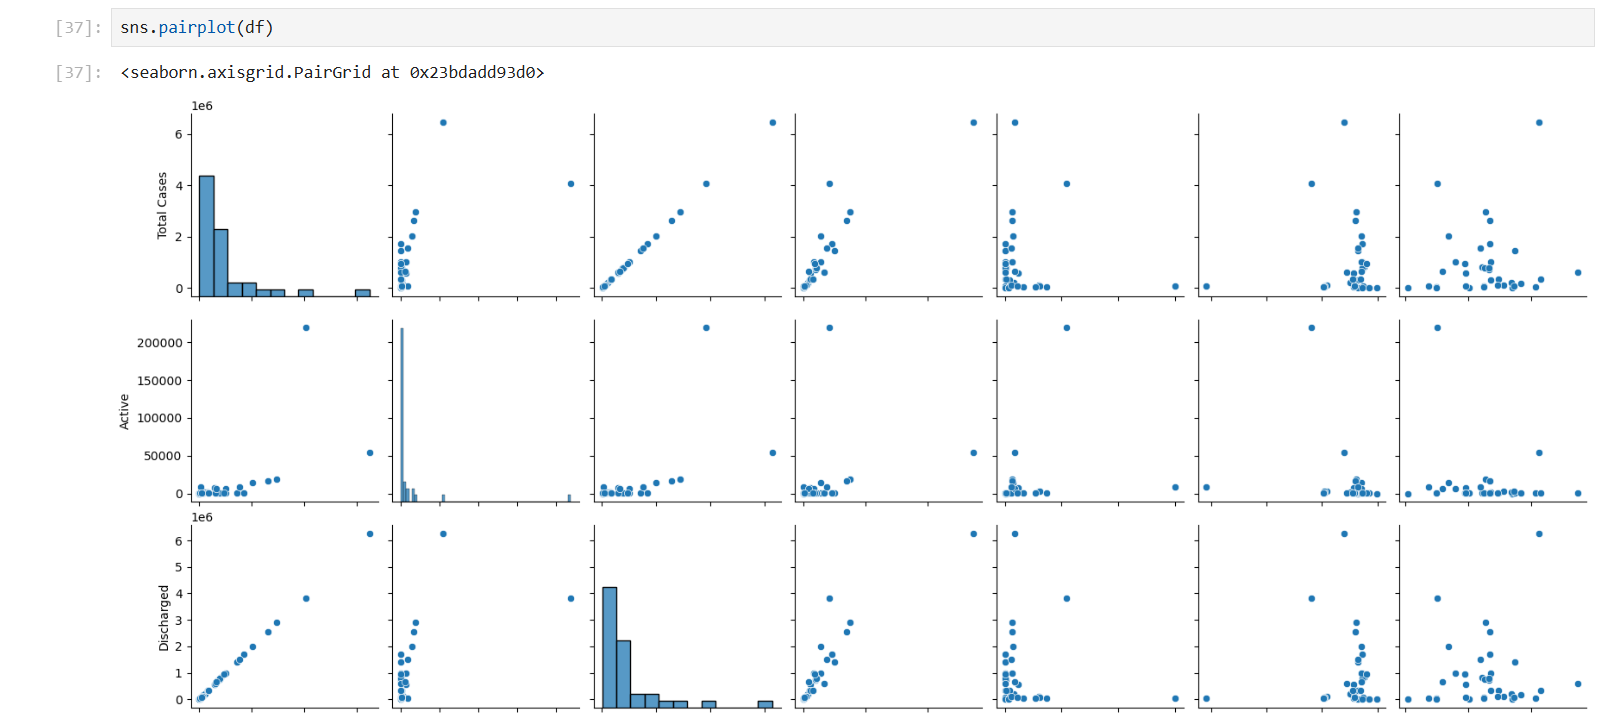 [37]: sns.pairplot(df)
[37]: <seaborn.axisgrid.PairGrid at 0x23bdadd93d0>
1e6
6
4
2
0
Total Cases
200000
150000
100000
50000
0
Active
1e6
6
5
4
3
2
1
0
Discharged